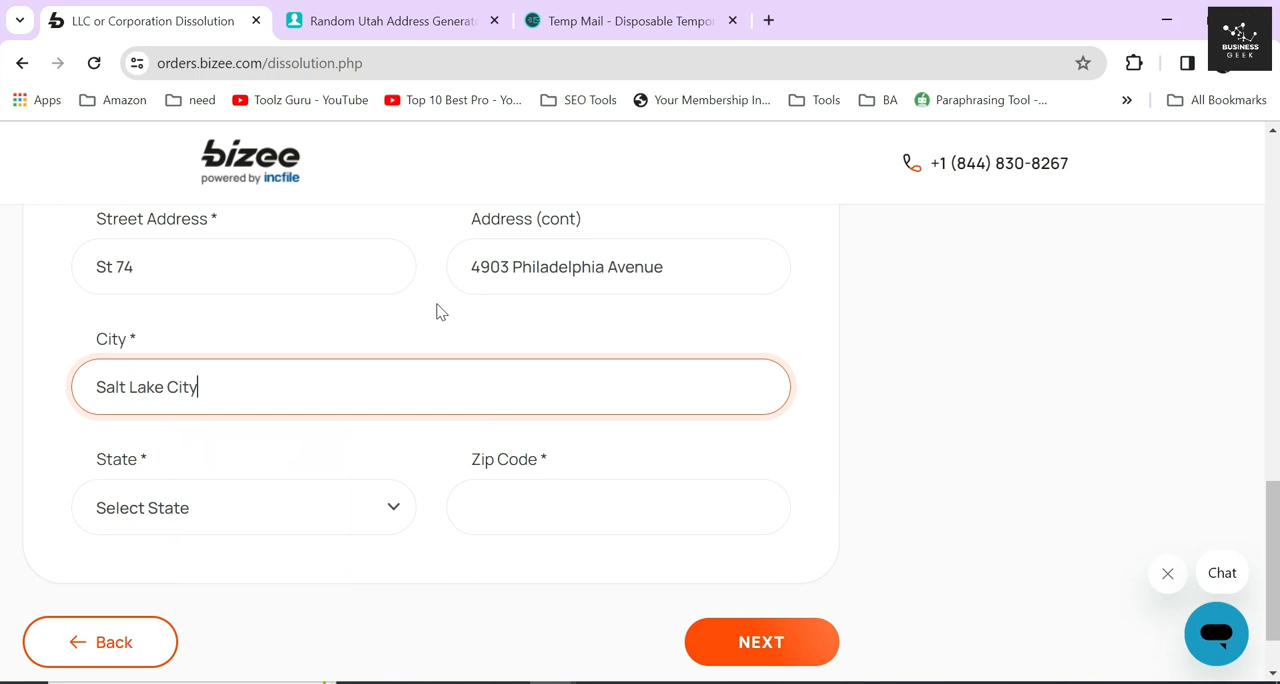 LLC or Corporation Dissolution
Random Utah Address Generat
Temp Mail - Disposable Tempo
BUSINESS
GEEK
orders.bizee.com/dissolution.php
Apps
Amazon
need
Toolz Guru - YouTube
Top 10 Best Pro - Yo...
SEO Tools
Your Membership In...
Tools
BA
Paraphrasing Tool -...
All Bookmarks
bizee
powered by incfile
+1 (844) 830-8267
Street Address *
Address (cont)
St 74
4903 Philadelphia Avenue
City *
Salt Lake City
State *
Zip Code *
Select State
Chat
Back
NEXT